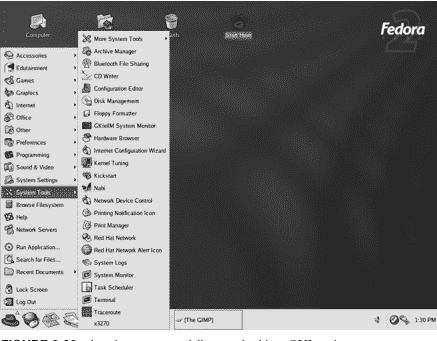 Computer
Start Here
Fedora
2
Accessories
Edutainment
Games
Graphics
Internet
Office
Other
Preferences
Programming
Sound & Video
System Settings
System Tools
Browse Filesystem
Help
Network Servers
Run Application...
Search for Files...
Recent Documents
Lock Screen
Log Out
More System Tools
Archive Manager
Bluetooth File Sharing
CD Writer
Configuration Editor
Disk Management
Floppy Formatter
GKrellM System Monitor
Hardware Browser
Internet Configuration Wizard
Kernel Tuning
Kickstart
Nabi
Network Device Control
Printing Notification Icon
Print Manager
Red Hat Network
Red Hat Network Alert Icon
System Logs
System Monitor
Task Scheduler
Terminal
Traceroute
x3270
[The GIMP]
1:30 PM